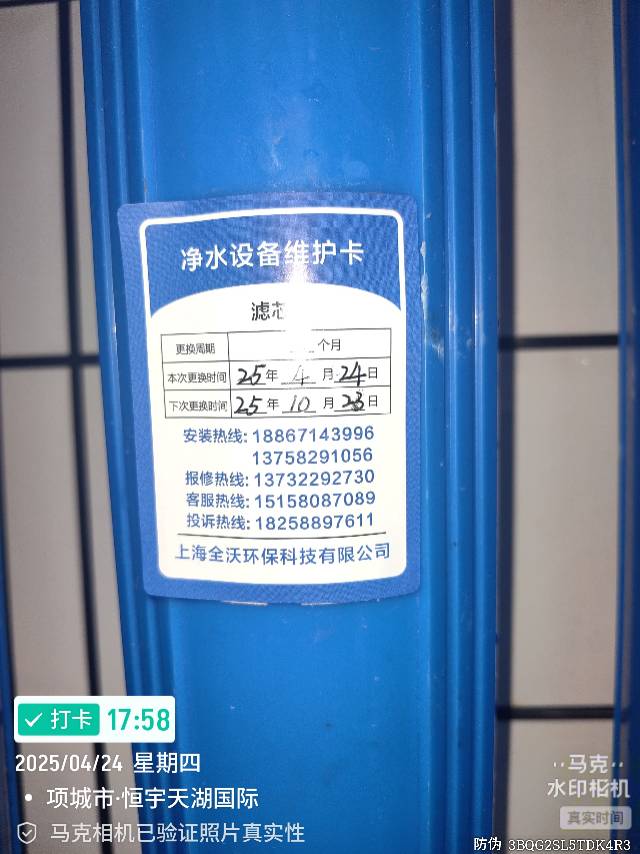 净水设备维护卡
滤芯
更换周期 个月
本次更换时间 25年 4 月 24日
下次更换时间 25年 10 月 23日
安装热线: 18867143996
13758291056
报修热线: 13732292730
客服热线: 15158087089
投诉热线: 18258897611
上海全沃环保科技有限公司
打卡 17:58
2025/04/24 星期四
项城市·恒宇天湖国际
马克相机已验证照片真实性
马克
水印相机
真实时间
防伪 3BQG2SL5TDK4R3